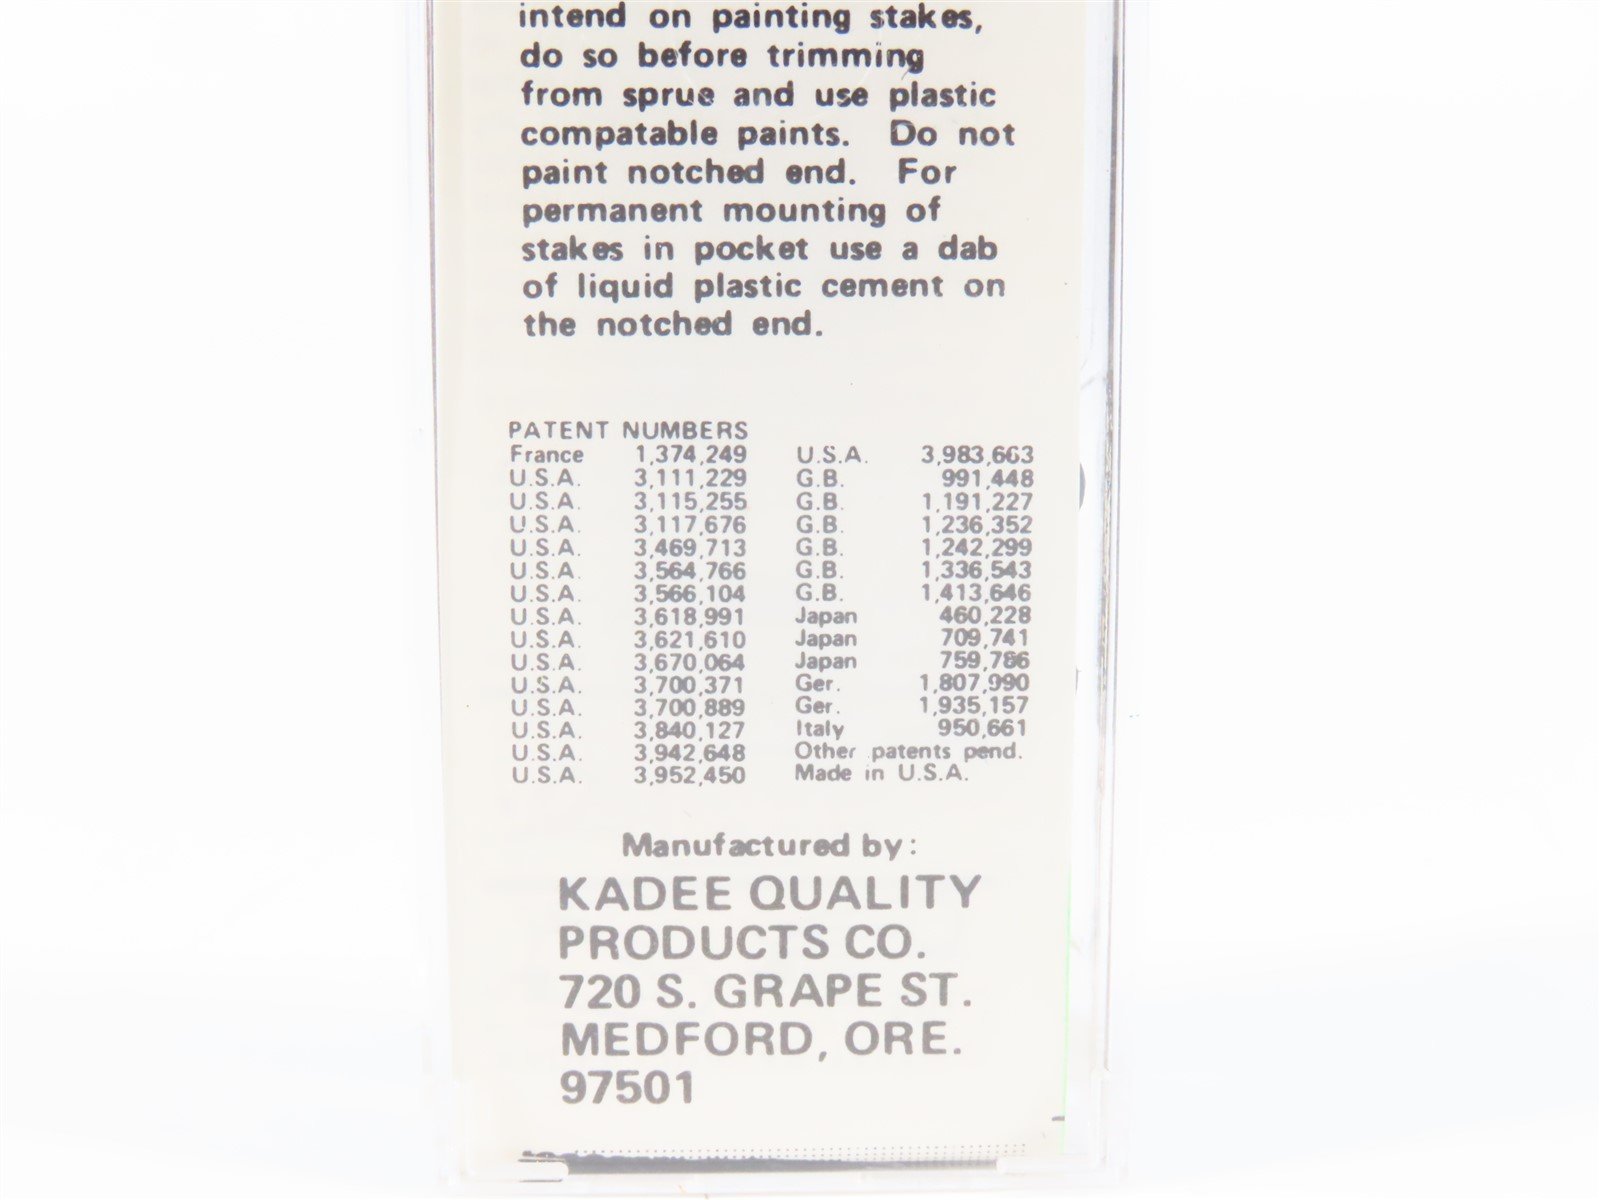 intend on painting stakes,
do so before trimming
from sprue and use plastic
compatable paints. Do not
paint notched end. For
permanent mounting of
stakes in pocket use a dab
of liquid plastic cement on
the notched end.
PATENT NUMBERS
France 1,374,249
U.S.A. 3,111,229
U.S.A. 3,115,255
U.S.A. 3,117,676
U.S.A. 3,469,713
U.S.A. 3,564,766
U.S.A. 3,566,104
U.S.A. 3,618,991
U.S.A. 3,621,610
U.S.A. 3,670,064
U.S.A. 3,700,371
U.S.A. 3,700,889
U.S.A. 3,840,127
U.S.A. 3,942,648
U.S.A. 3,952,450
U.S.A. 3,983,663
G.B. 991,448
G.B. 1,191,227
G.B. 1,236,352
G.B. 1,242,299
G.B. 1,336,543
G.B. 1,413,646
Japan 460,228
Japan 709,741
Japan 759,786
Ger. 1,807,990
Ger. 1,935,157
Italy 950,661
Other patents pend.
Made in U.S.A.
Manufactured by:
KADEE QUALITY
PRODUCTS CO.
720 S. GRAPE ST.
MEDFORD, ORE.
97501